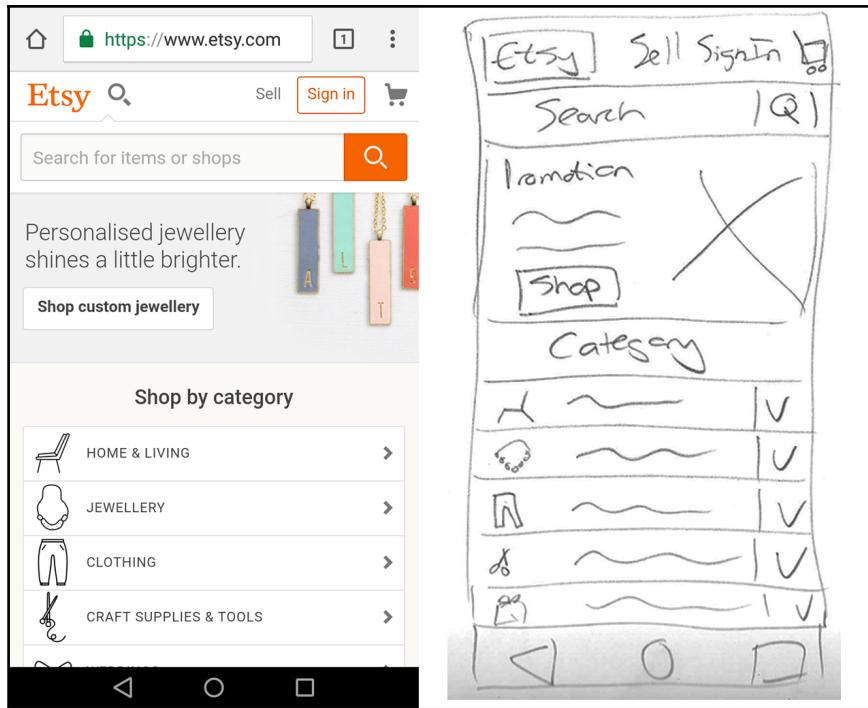 https://www.etsy.com
1
Etsy
Sell
Sign in
Search for items or shops
Personalised jewellery
shines a little brighter.
Shop custom jewellery
A
L
T
Shop by category
HOME & LIVING
JEWELLERY
CLOTHING
CRAFT SUPPLIES & TOOLS
Etsy Sell SignIn
Search
Promotion
Shop
Category